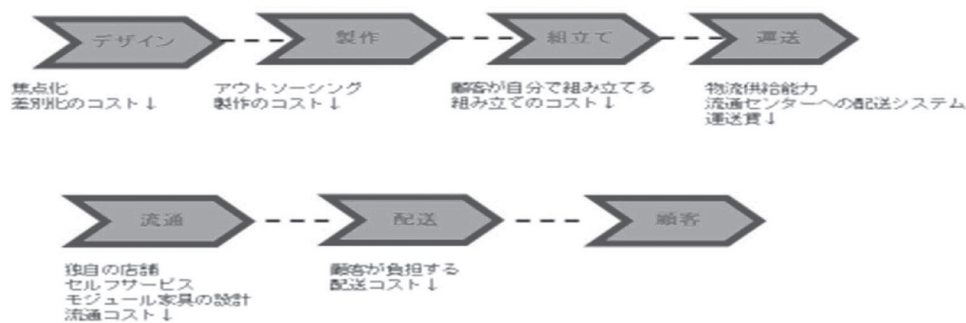 デザイン
製作
組立て
運送
焦点化
差別化のコスト↓
アウトソーシング
製作のコスト↓
顧客が自分で組み立てる
組み立てのコスト↓
物流供給能力
流通センターへの配送システム
運送賃↓
流通
配送
顧客
独自の店舗
セルフサービス
モジュール家具の設計
流通コスト↓
顧客が負担する
配送コスト↓